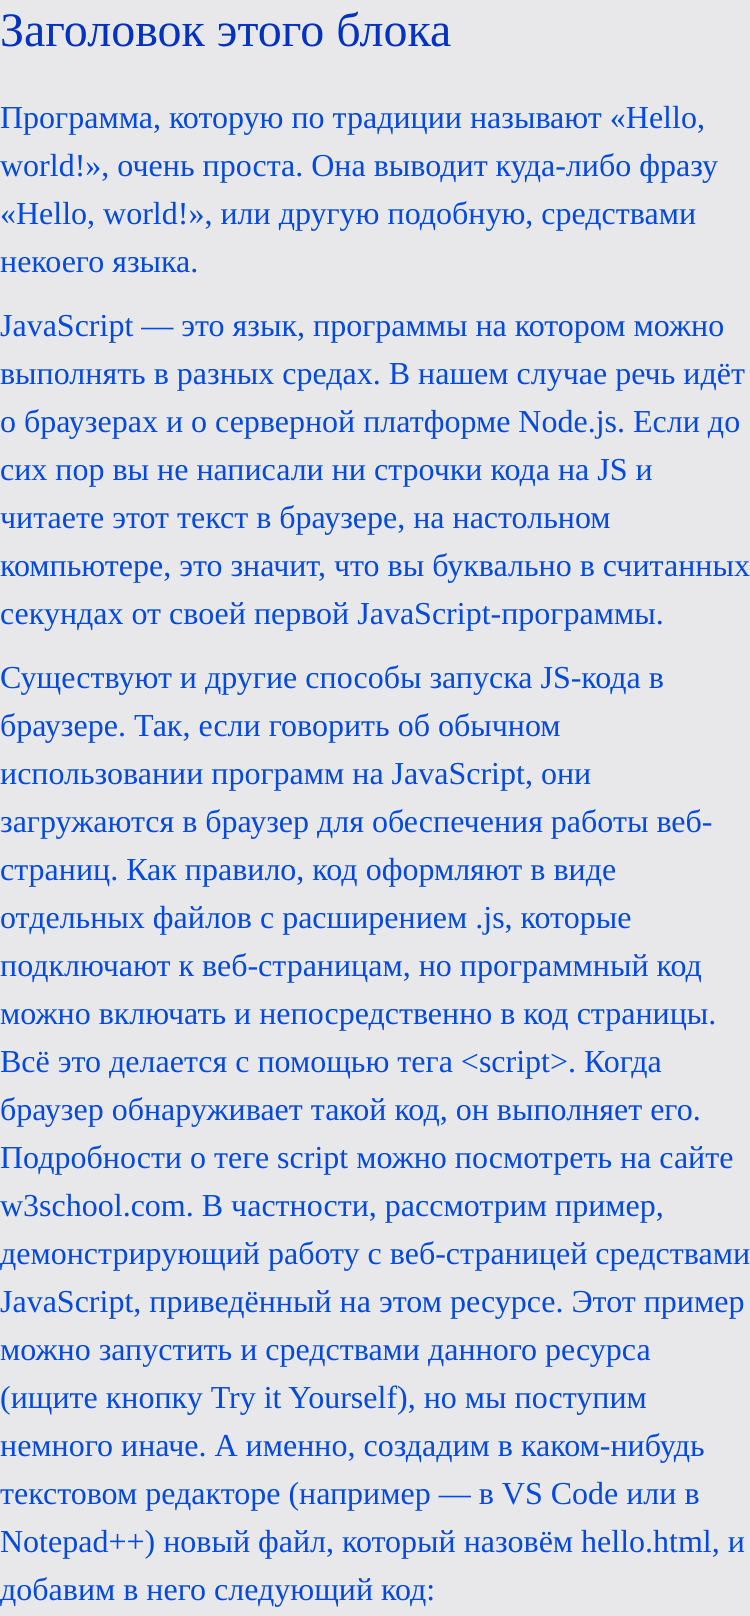 Заголовок этого блока
Программа, которую по традиции называют «Hello,
world!», очень проста. Она выводит куда-либо фразу
«Hello, world!», или другую подобную, средствами
некоего языка.
JavaScript — это язык, программы на котором можно
выполнять в разных средах. В нашем случае речь идёт
о браузерах и о серверной платформе Node.js. Если до
сих пор вы не написали ни строчки кода на JS и
читаете этот текст в браузере, на настольном
компьютере, это значит, что вы буквально в считанных
секундах от своей первой JavaScript-программы.
Существуют и другие способы запуска JS-кода в
браузере. Так, если говорить об обычном
использовании программ на JavaScript, они
загружаются в браузер для обеспечения работы веб-
страниц. Как правило, код оформляют в виде
отдельных файлов с расширением .js, которые
подключают к веб-страницам, но программный код
можно включать и непосредственно в код страницы.
Всё это делается с помощью тега <script>. Когда
браузер обнаруживает такой код, он выполняет его.
Подробности о теге script можно посмотреть на сайте
w3school.com. В частности, рассмотрим пример,
демонстрирующий работу с веб-страницей средствами
JavaScript, приведённый на этом ресурсе. Этот пример
можно запустить и средствами данного ресурса
(ищите кнопку Try it Yourself), но мы поступим
немного иначе. А именно, создадим в каком-нибудь
текстовом редакторе (например — в VS Code или в
Notepad++) новый файл, который назовём hello.html, и
добавим в него следующий код: